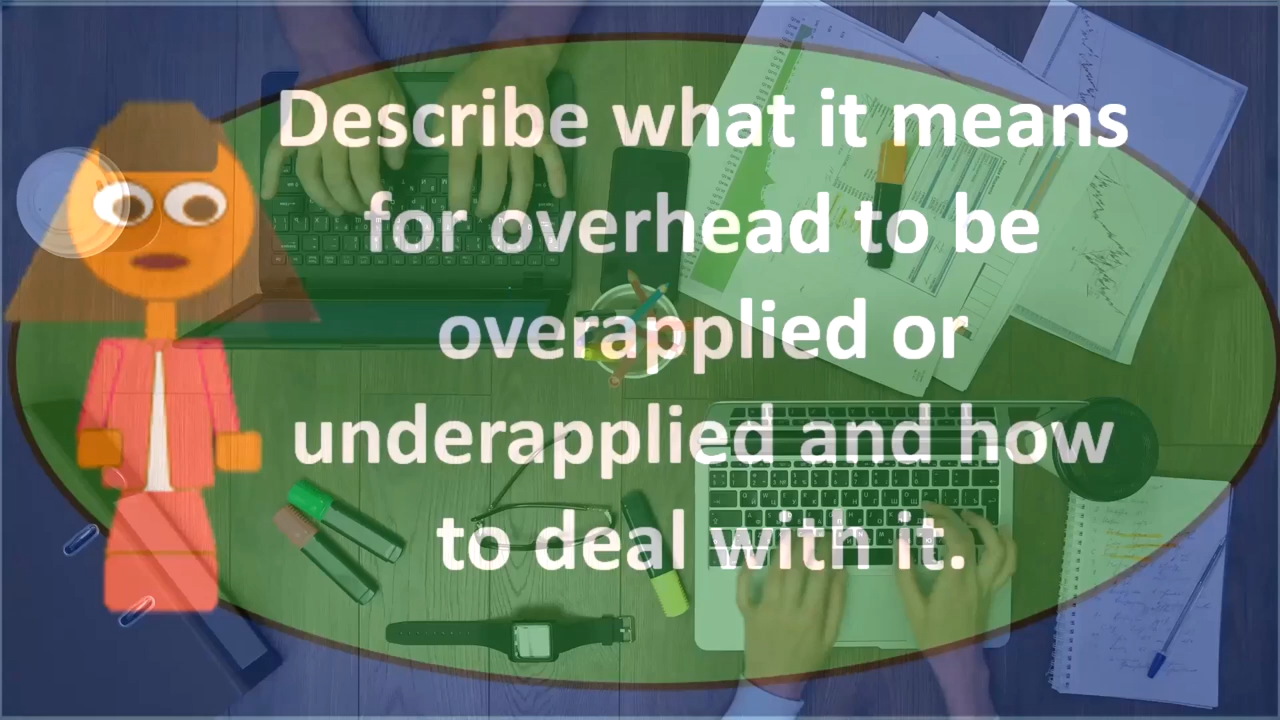 Describe what it means
for overhead to be
overapplied or
underapplied and how
to deal with it.